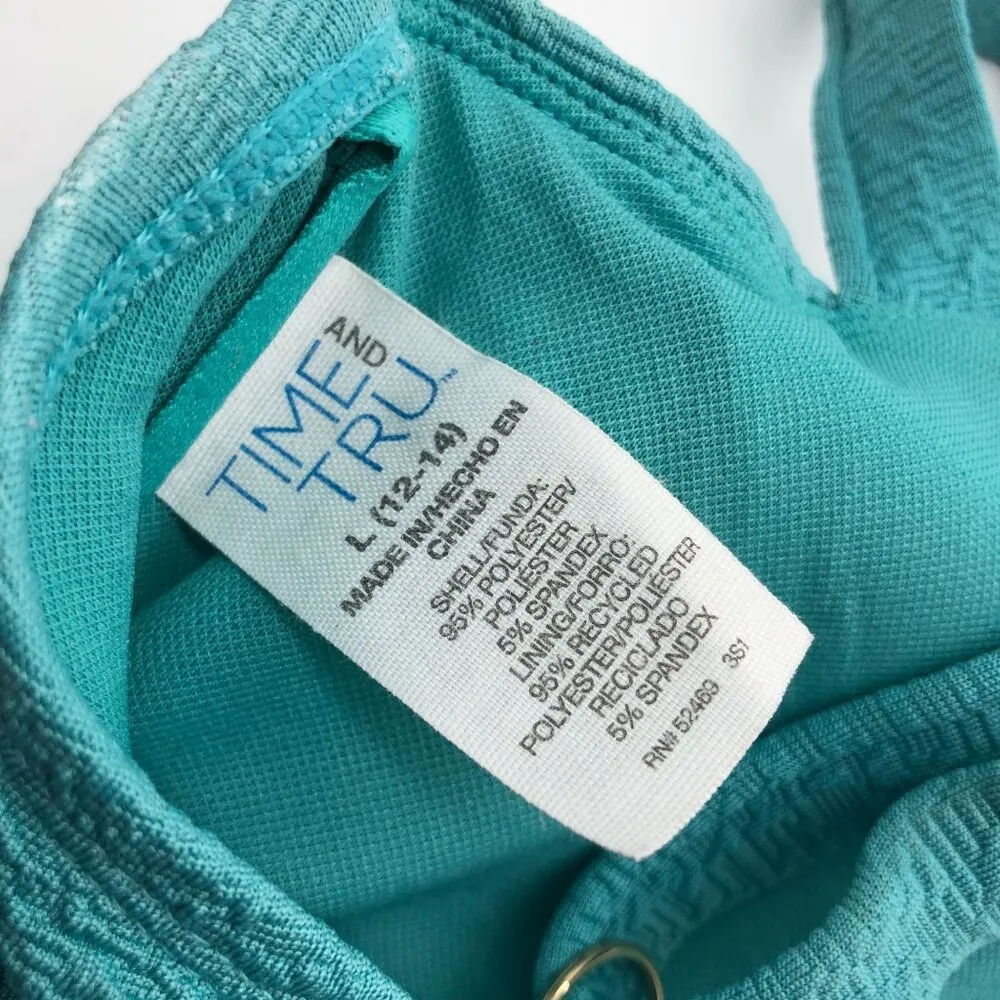 TIME AND
TRU™
L (12-14)
MADE IN/HECHO EN
CHINA
SHELL/FUNDA:
95% POLYESTER/
POLIÉSTER
5% SPANDEX
LINING/FORRO:
95% RECYCLED
POLYESTER/POLIÉSTER
RECICLADO
5% SPANDEX
RN# 52469 3S1